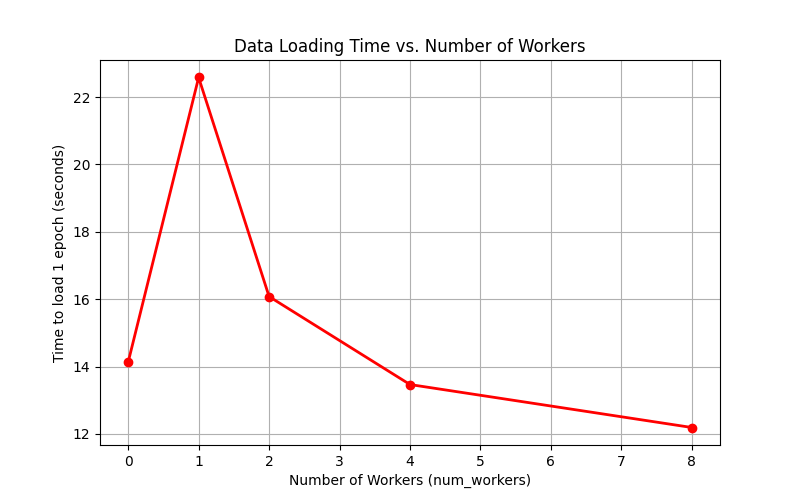 Data Loading Time vs. Number of Workers
Time to load 1 epoch (seconds)
22
20
18
16
14
12
0 1 2 3 4 5 6 7 8
Number of Workers (num_workers)